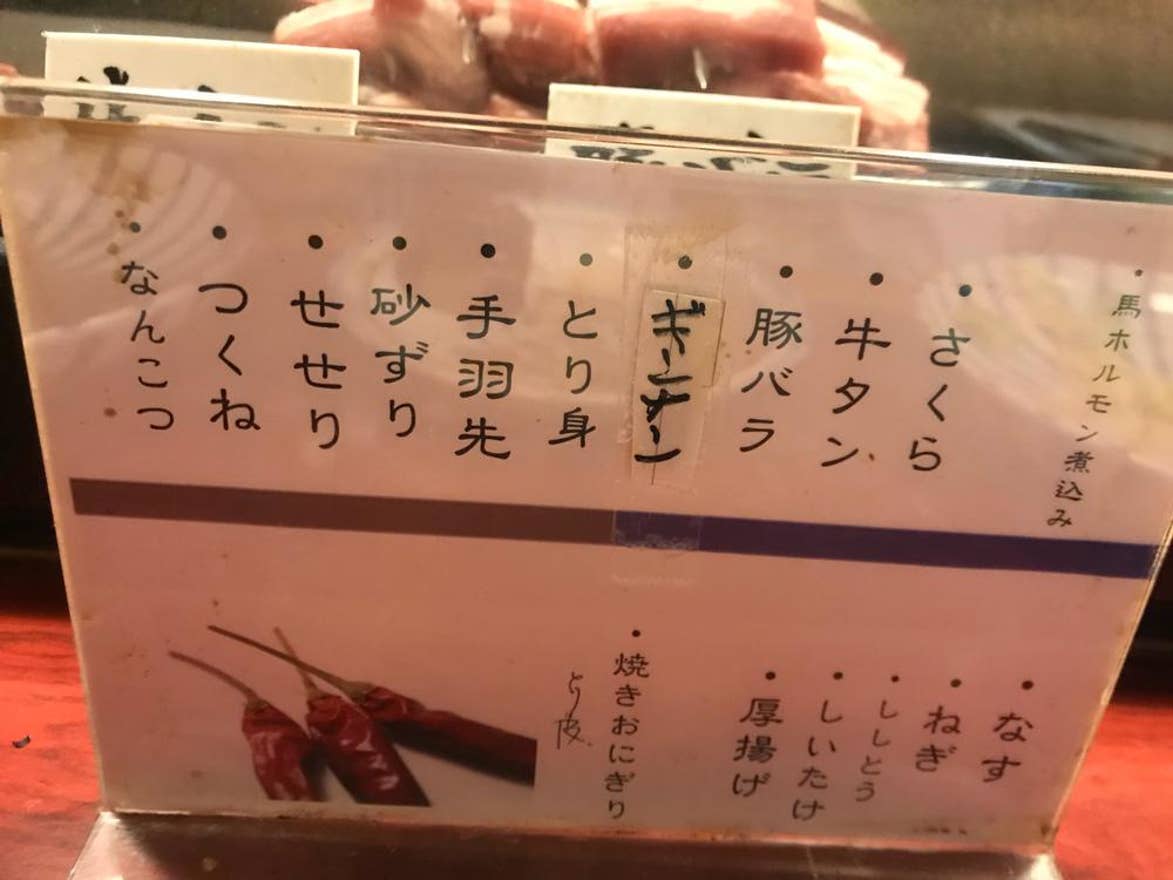 ・馬ホルモン煮込み
・さくら
・牛タン
・豚バラ
・ギーラナー
・とり身
・手羽先
・砂ずり
・せせり
・つくね
・なんこつ
・なす
・ねぎ
・ししとう
・しいたけ
・厚揚げ
・焼きおにぎり
とり皮